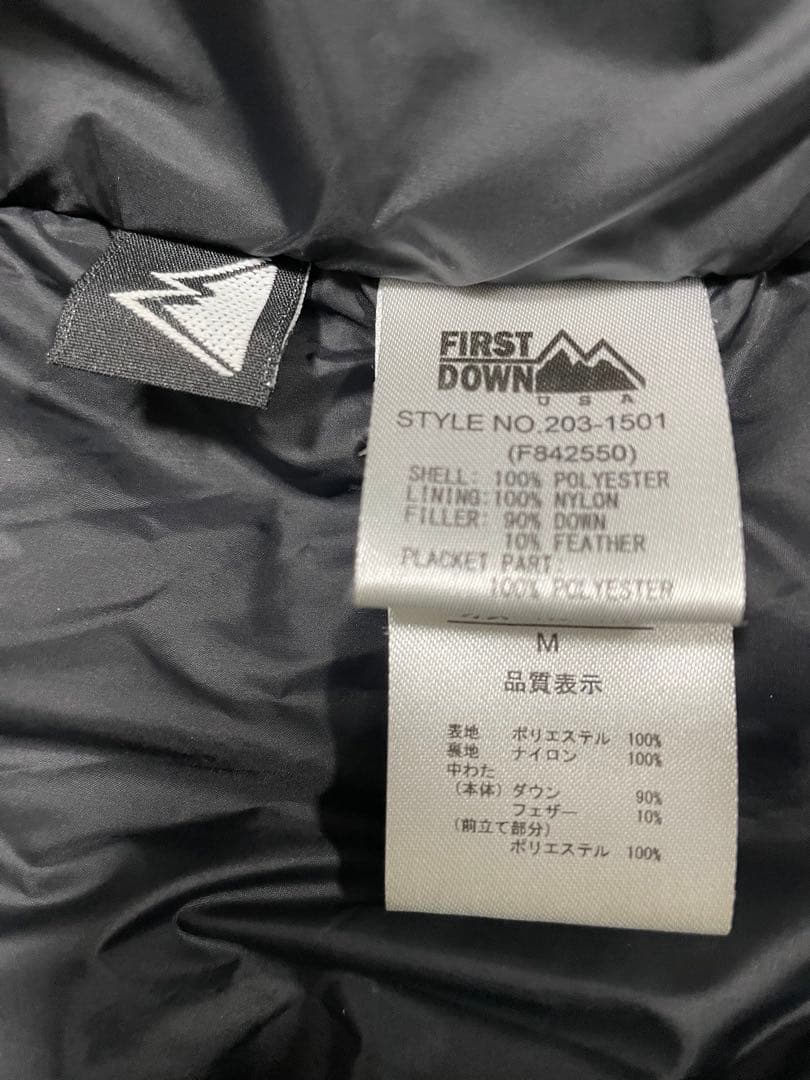 FIRST
DOWN
USA
STYLE NO.203-1501
(F842550)
SHELL: 100% POLYESTER
LINING:100% NYLON
FILLER: 90% DOWN
10% FEATHER
PLACKET PART:
100% POLYESTER
M
品質表示
表地 ポリエステル 100%
裏地 ナイロン 100%
中わた
(本体) ダウン 90%
フェザー 10%
(前立て部分)
ポリエステル 100%